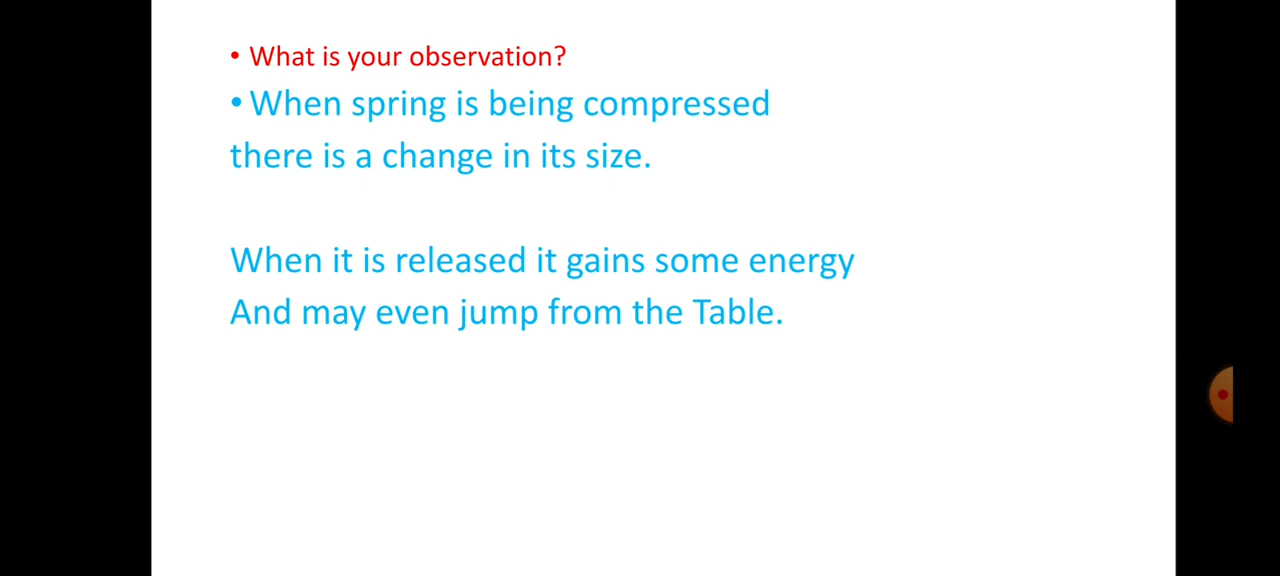 • What is your observation?
• When spring is being compressed
there is a change in its size.
When it is released it gains some energy
And may even jump from the Table.